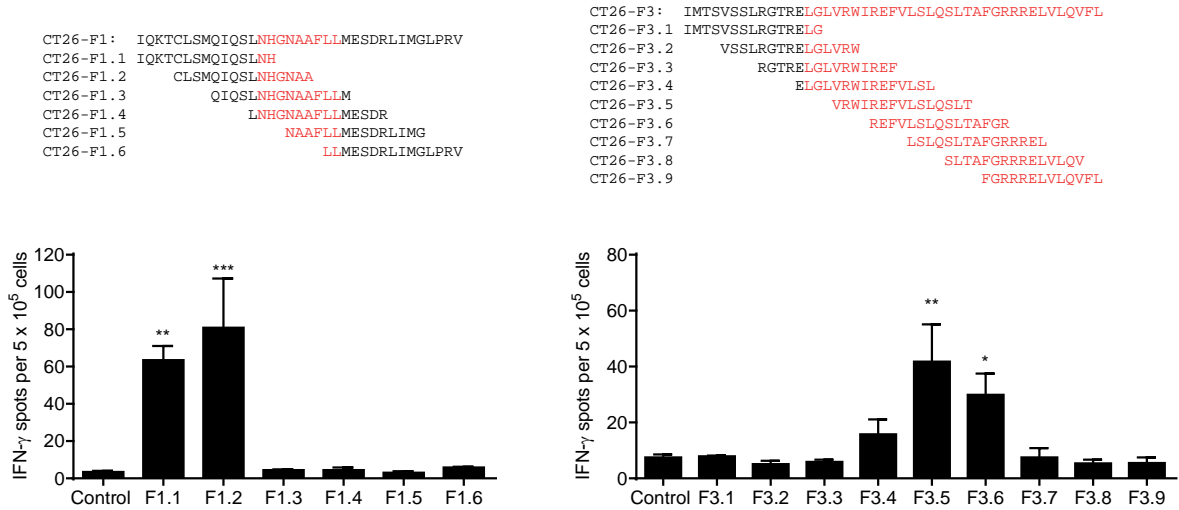 CT26-F1: IQKTCLSMQIQSLNHGNAAFLLMESDRLIMGLPRV
CT26-F1.1 IQKTCLSMQIQSLNH
CT26-F1.2 CLSMQIQSLNHGNAA
CT26-F1.3 QIQSLNHGNAAFLLM
CT26-F1.4 LNHGNAAFLLMESDR
CT26-F1.5 NAAFLLMESDRLIMG
CT26-F1.6 LLMESDRLIMGLPRV
CT26-F3: IMTSVSSLRGTRELGLVRWIREFVLSLQSLTAFGRRRELVLQVFL
CT26-F3.1 IMTSVSSLRGTRELG
CT26-F3.2 VSSLRGTRELGLVRW
CT26-F3.3 RGTRELGLVRWIREF
CT26-F3.4 ELGLVRWIREFVLSL
CT26-F3.5 VRWIREFVLSLQSLT
CT26-F3.6 REFVLSLQSLTAFGR
CT26-F3.7 LSLQSLTAFGRRREL
CT26-F3.8 SLTAFGRRRELVLQV
CT26-F3.9 FGRRRELVLQVFL
IFN-γ spots per 5 x 10⁵ cells
120
100
80
60
40
20
0
**
***
Control F1.1 F1.2 F1.3 F1.4 F1.5 F1.6
IFN-γ spots per 5 x 10⁵ cells
80
60
40
20
0
**
*
Control F3.1 F3.2 F3.3 F3.4 F3.5 F3.6 F3.7 F3.8 F3.9